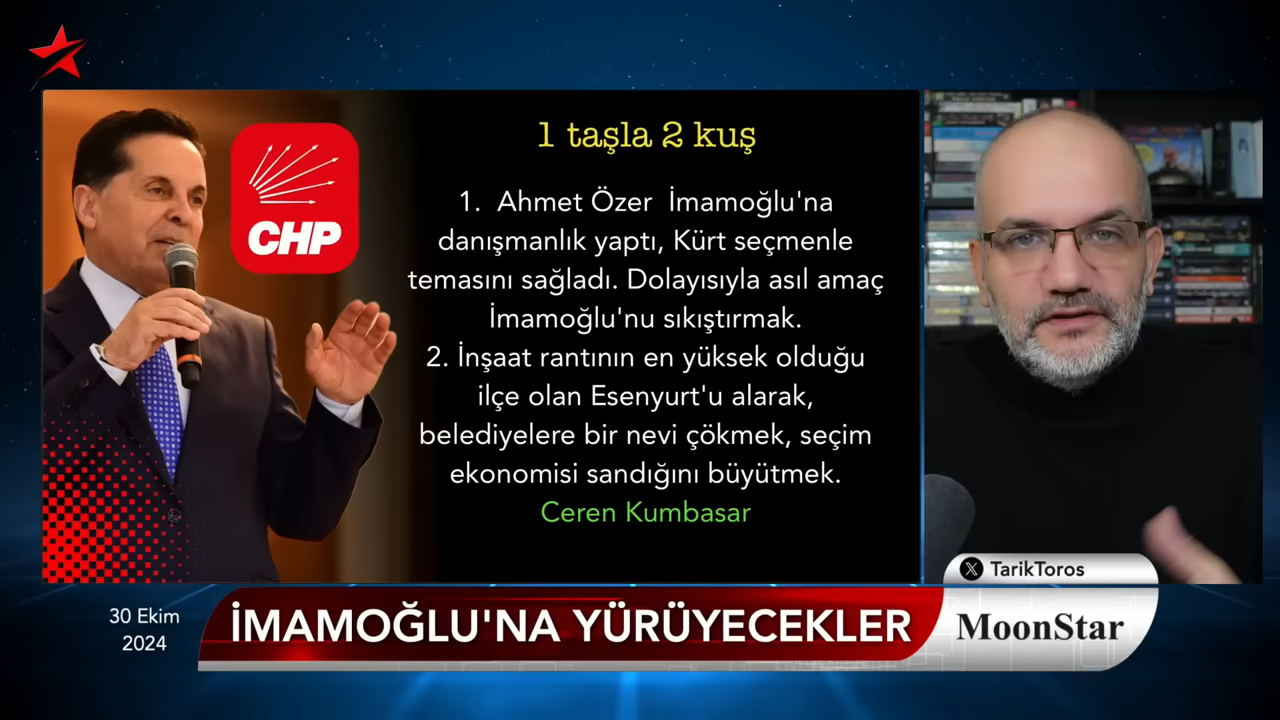 CHP
1 taşla 2 kuş
1. Ahmet Özer İmamoğlu'na
danışmanlık yaptı, Kürt seçmenle
temasını sağladı. Dolayısıyla asıl amaç
İmamoğlu'nu sıkıştırmak.
2. İnşaat rantının en yüksek olduğu
ilçe olan Esenyurt'u alarak,
belediyelere bir nevi çökmek, seçim
ekonomisi sandığını büyütmek.
Ceren Kumbasar
X TarikToros
30 Ekim
2024
İMAMOĞLU'NA YÜRÜYECEKLER
MoonStar